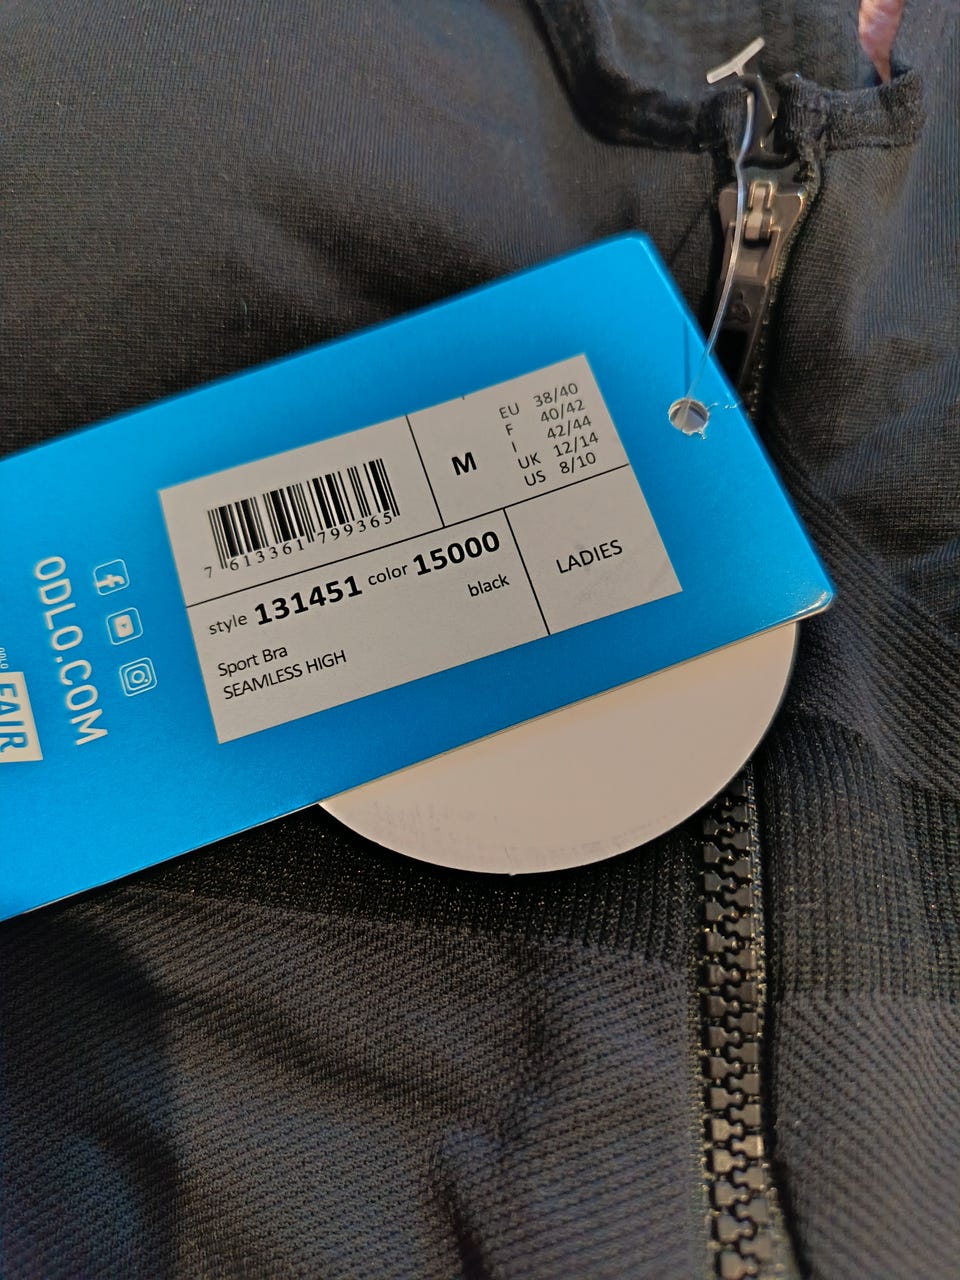 EU 38/40
F 40/42
I 42/44
UK 12/14
US 8/10
M
7 613361 799365
style 131451 color 15000
black
LADIES
Sport Bra
SEAMLESS HIGH
ODLO.COM
ODLO
FAIR